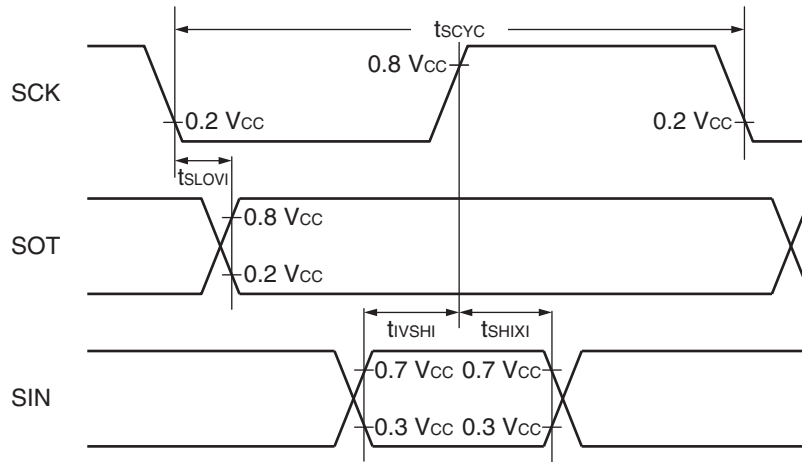 tSCYC
SCK
0.8 VCC
0.2 VCC
0.2 VCC
tSLOVI
SOT
0.8 VCC
0.2 VCC
tIVSHI
tSHIXI
SIN
0.7 VCC
0.7 VCC
0.3 VCC
0.3 VCC